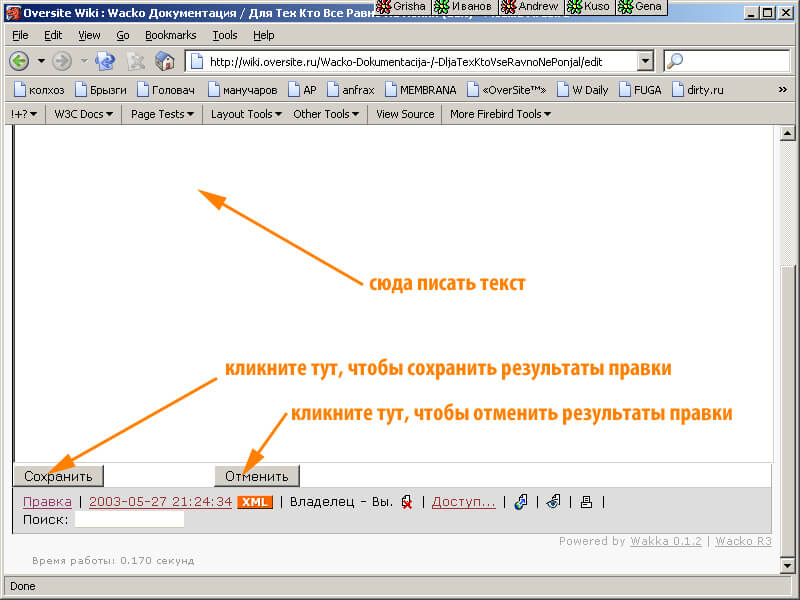 Oversite Wiki : Wacko Документация / Для Тех Кто Все Равно
Grisha Иванов Andrew Kuso Gena
File Edit View Go Bookmarks Tools Help
http://wiki.oversite.ru/Wacko-Dokumentacija-/-DljaTexKtoVseRavnoNePonjal/edit
колхоз Брызги Головач манучаров AP anfrax MEMBRANA «OverSite™» W Daily FUGA dirty.ru »
!+? W3C Docs Page Tests Layout Tools Other Tools View Source More Firebird Tools
сюда писать текст
кликните тут, чтобы сохранить результаты правки
кликните тут, чтобы отменить результаты правки
Сохранить Отменить
Правка | 2003-05-27 21:24:34 XML | Владелец - Вы. | Доступ... | | | |
Поиск:
Powered by Wakka 0.1.2 | Wacko R3
Время работы: 0.170 секунд
Done